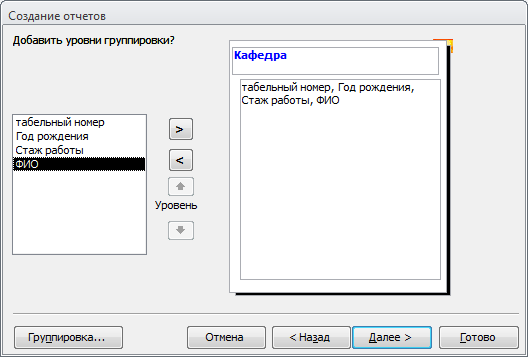 Создание отчетов
Добавить уровни группировки?
Кафедра
табельный номер, Год рождения,
Стаж работы, ФИО
табельный номер
Год рождения
Стаж работы
ФИО
>
<
Уровень
Группировка...
Отмена
< Назад
Далее >
Готово